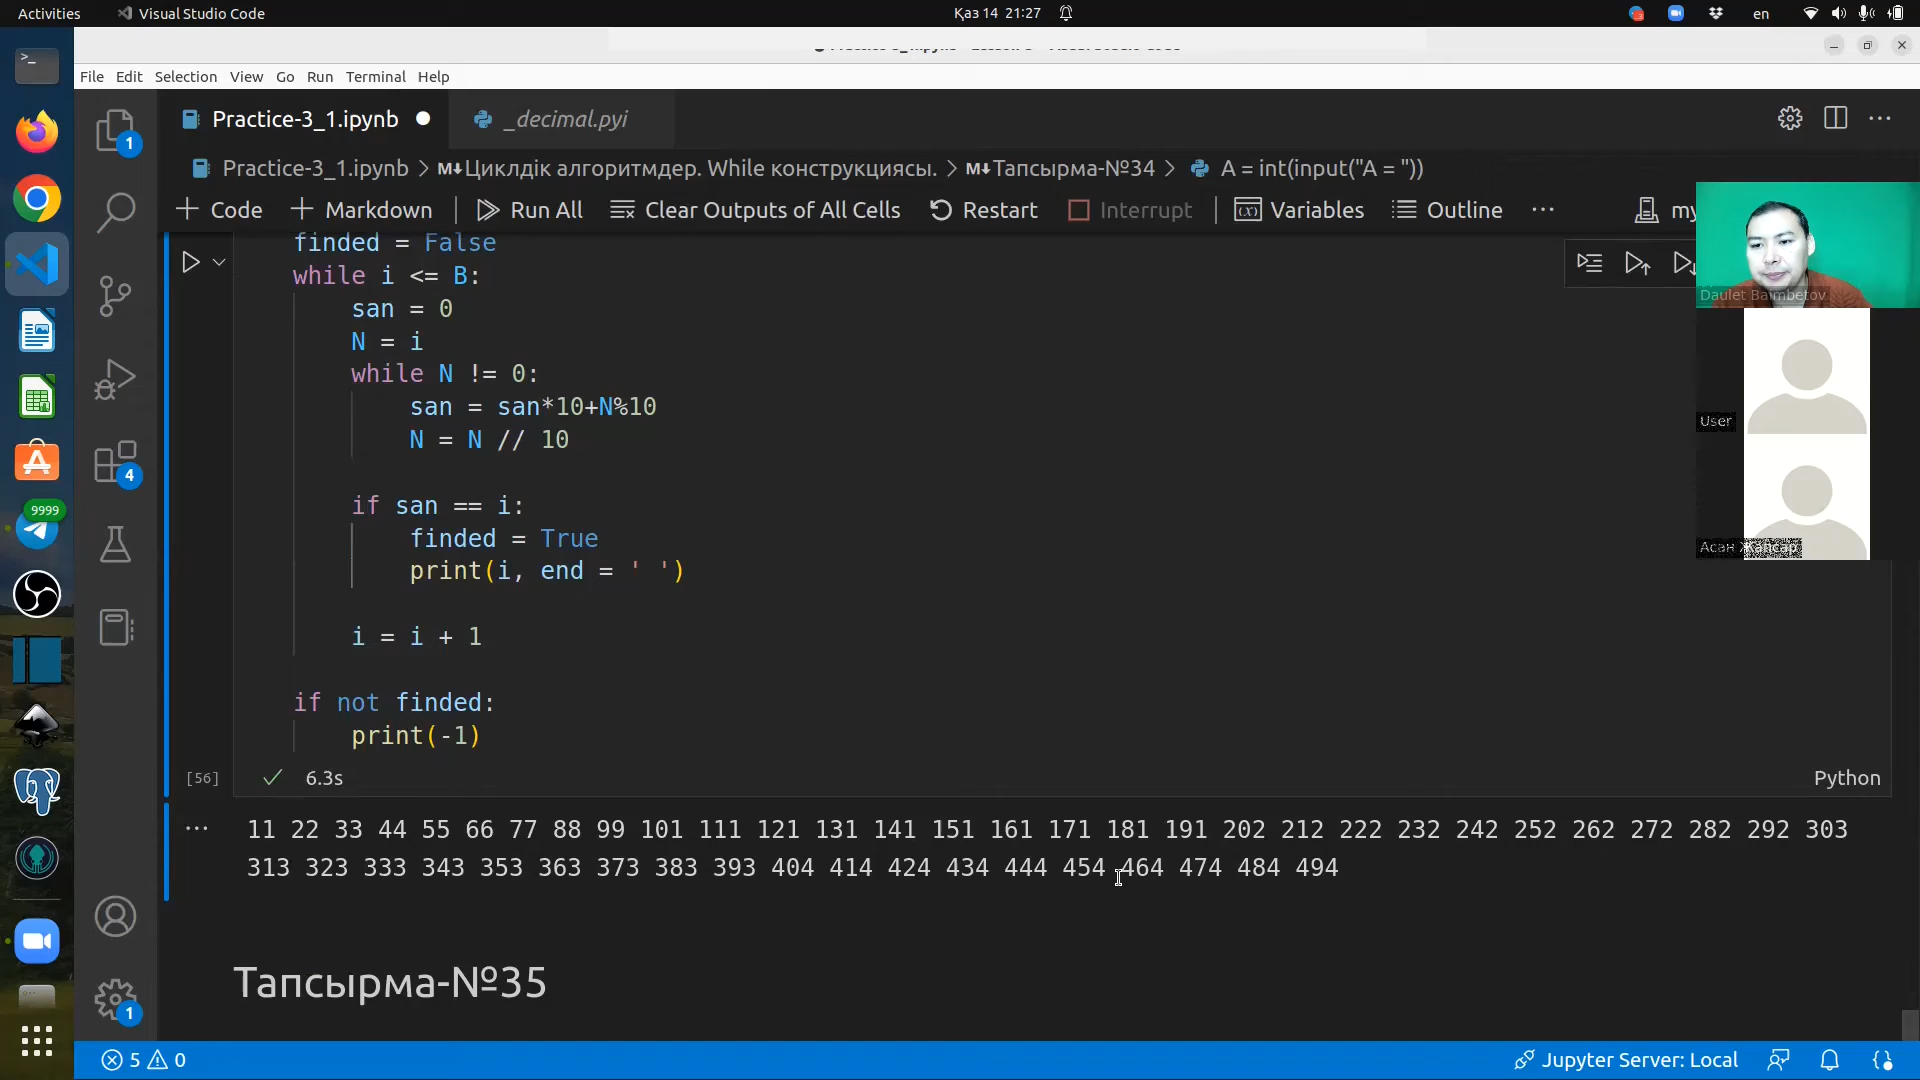 Activities
Visual Studio Code
Қаз 14 21:27
en
File Edit Selection View Go Run Terminal Help
Practice-3_1.ipynb
_decimal.pyi
Practice-3_1.ipynb > M↓Циклдік алгоритмдер. While конструкциясы. > M↓Тапсырма-№34 > A = int(input("A = "))
+ Code + Markdown Run All Clear Outputs of All Cells Restart Interrupt Variables Outline ...
finded = False
while i <= B:
san = 0
N = i
while N != 0:
san = san*10+N%10
N = N // 10
if san == i:
finded = True
print(i, end = ' ')
i = i + 1
if not finded:
print(-1)
[56]
6.3s
Python
11 22 33 44 55 66 77 88 99 101 111 121 131 141 151 161 171 181 191 202 212 222 232 242 252 262 272 282 292 303
313 323 333 343 353 363 373 383 393 404 414 424 434 444 454 464 474 484 494
Тапсырма-№35
Daulet Baimbetov
User
Асан Жапсар
9999
1
4
1
5 0
Jupyter Server: Local